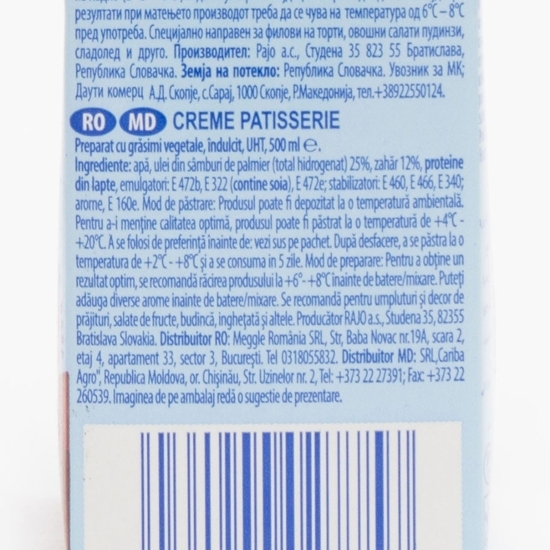 резултати при матењето производот треба да се чува на температура од 6°C – 8°C
пред употреба. Специјално направен за филови на торти, овошни салати пудинзи,
сладолед и друго. Производител: Рајо а.с., Студена 35 823 55 Братислава,
Република Словачка. Земја на потекло: Република Словачка. Увозник за МК;
Даути комерц А.Д. Скопје, с.Сарај, 1000 Скопје, Р.Македонија, тел.+38922550124.
RO MD CREME PATISSERIE
Preparat cu grăsimi vegetale, îndulcit, UHT, 500 ml ℮.
Ingrediente: apă, ulei din sâmburi de palmier (total hidrogenat) 25%, zahăr 12%, proteine
din lapte, emulgatori: E 472b, E 322 (contine soia), E 472e; stabilizatori: E 460, E 466, E 340;
arome, E 160e. Mod de păstrare: Produsul poate fi depozitat la o temperatură ambientală.
Pentru a-i menține calitatea optimă, produsul poate fi păstrat la o temperatură de +4°C -
+20°C. A se folosi de preferință înainte de: vezi sus pe pachet. După desfacere, a se păstra la o
temperatura de +2°C - +8°C și a se consuma in 5 zile. Mod de preparare: Pentru a obține un
rezultat optim, se recomandă răcirea produsului la +6°- +8°C înainte de batere/mixare. Puteți
adăuga diverse arome inainte de batere/mixare. Se recomandă pentru umpluturi și decor de
prăjituri, salate de fructe, budincă, inghețată și altele. Producător RAJO a.s., Studena 35, 82355
Bratislava Slovakia. Distribuitor RO: Meggle România SRL, Str, Baba Novac nr.19A, scara 2,
etaj 4, apartament 33, sector 3, București. Tel 0318055832. Distribuitor MD: SRL„Cariba
Agro", Republica Moldova, or. Chișinău, Str. Uzinelor nr. 2, Tel: +373 22 27391; Fax: +373 22
260539. Imaginea de pe ambalaj redă o sugestie de prezentare.